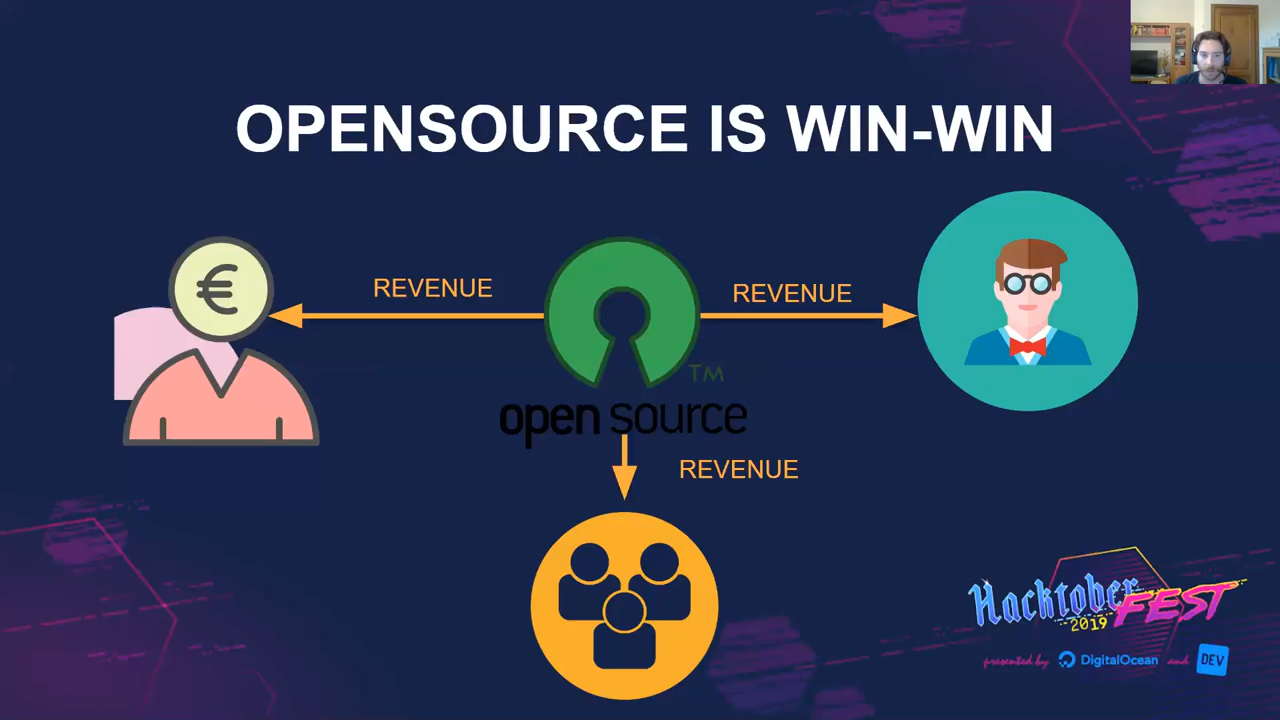 OPENSOURCE IS WIN-WIN
€
REVENUE
REVENUE
TM
open source
REVENUE
Hacktober
FEST
2019
presented by DigitalOcean and DEV